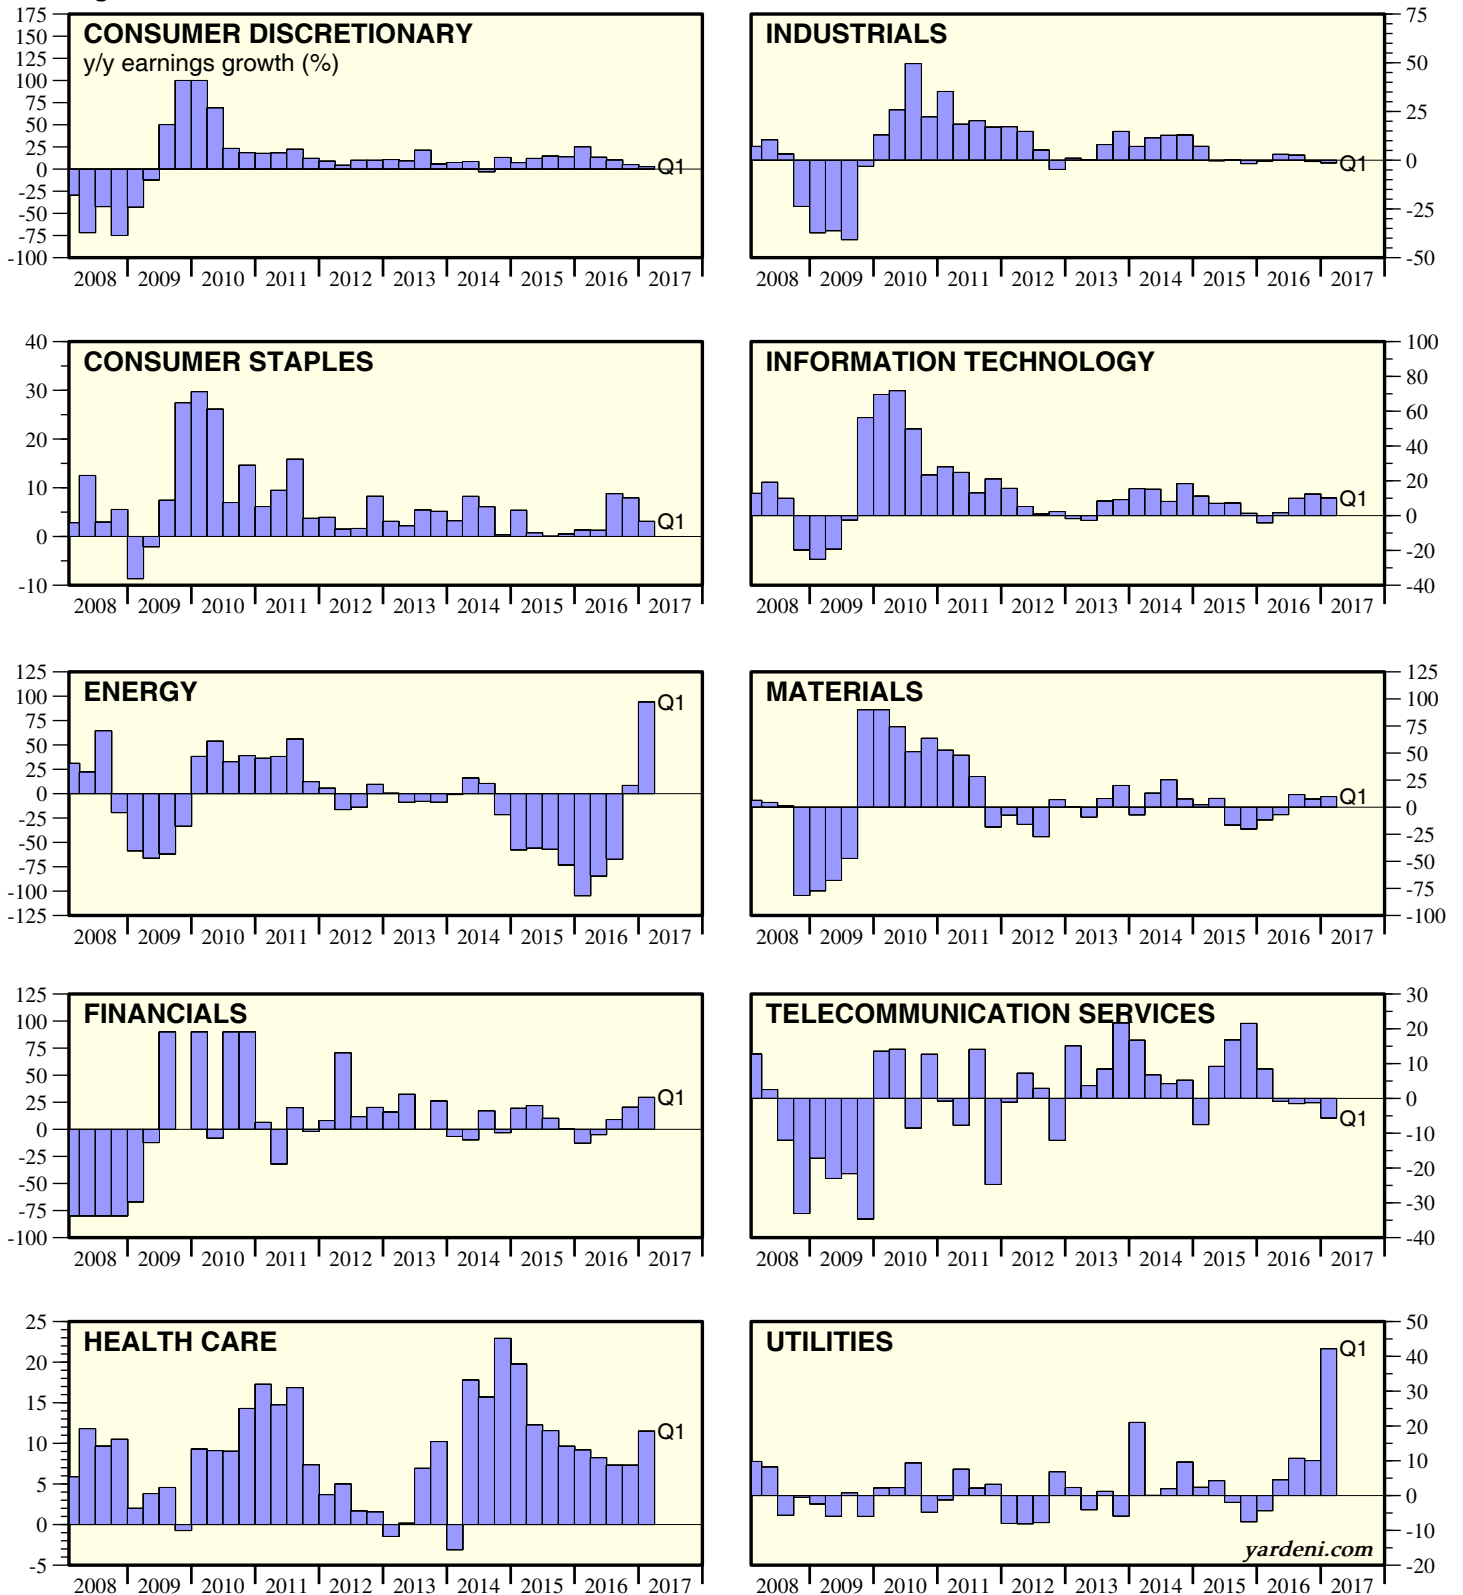 CONSUMER DISCRETIONARY
y/y earnings growth (%)
175
150
125
100
75
50
25
0
-25
-50
-75
-100
Q1
2008 2009 2010 2011 2012 2013 2014 2015 2016 2017
INDUSTRIALS
75
50
25
0
-25
-50
Q1
2008 2009 2010 2011 2012 2013 2014 2015 2016 2017
CONSUMER STAPLES
40
30
20
10
0
-10
Q1
2008 2009 2010 2011 2012 2013 2014 2015 2016 2017
INFORMATION TECHNOLOGY
100
80
60
40
20
0
-20
-40
Q1
2008 2009 2010 2011 2012 2013 2014 2015 2016 2017
ENERGY
125
100
75
50
25
0
-25
-50
-75
-100
-125
Q1
2008 2009 2010 2011 2012 2013 2014 2015 2016 2017
MATERIALS
125
100
75
50
25
0
-25
-50
-75
-100
Q1
2008 2009 2010 2011 2012 2013 2014 2015 2016 2017
FINANCIALS
125
100
75
50
25
0
-25
-50
-75
-100
Q1
2008 2009 2010 2011 2012 2013 2014 2015 2016 2017
TELECOMMUNICATION SERVICES
30
20
10
0
-10
-20
-30
-40
Q1
2008 2009 2010 2011 2012 2013 2014 2015 2016 2017
HEALTH CARE
25
20
15
10
5
0
-5
Q1
2008 2009 2010 2011 2012 2013 2014 2015 2016 2017
UTILITIES
50
40
30
20
10
0
-10
-20
Q1
yardeni.com
2008 2009 2010 2011 2012 2013 2014 2015 2016 2017